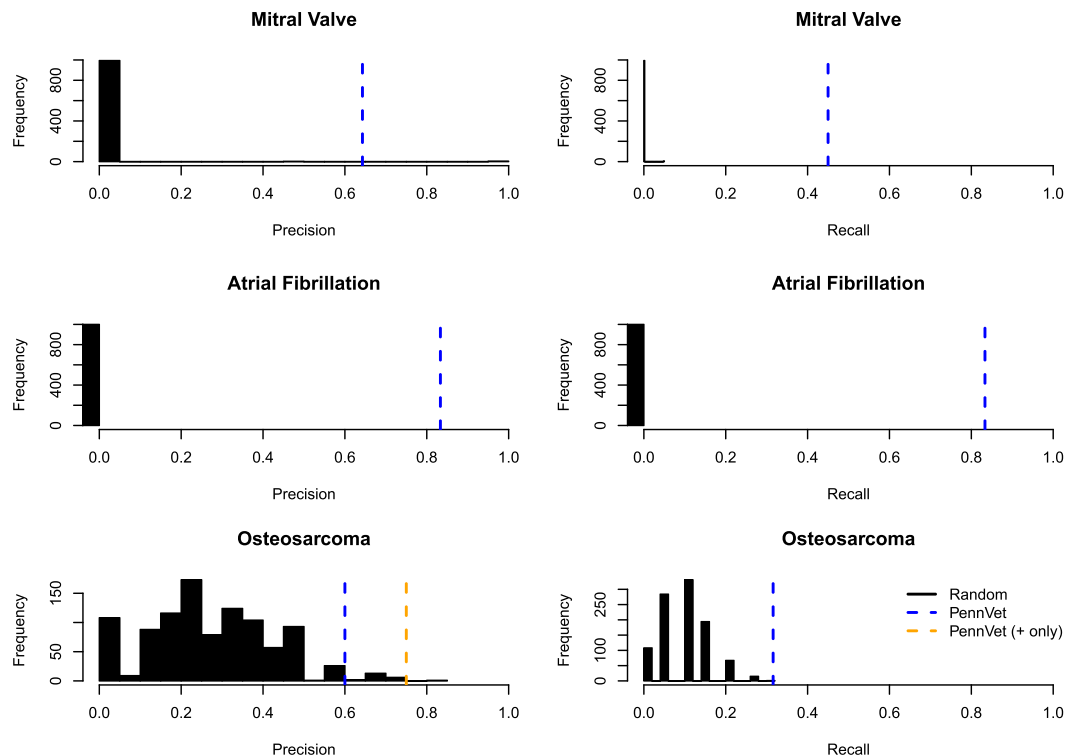 Mitral Valve
Frequency
0 400 800
0.0 0.2 0.4 0.6 0.8 1.0
Precision
Mitral Valve
Frequency
0 400 800
0.0 0.2 0.4 0.6 0.8 1.0
Recall
Atrial Fibrillation
Frequency
0 400 800
0.0 0.2 0.4 0.6 0.8 1.0
Precision
Atrial Fibrillation
Frequency
0 400 800
0.0 0.2 0.4 0.6 0.8 1.0
Recall
Osteosarcoma
Frequency
0 50 150
0.0 0.2 0.4 0.6 0.8 1.0
Precision
Osteosarcoma
Frequency
0 100 250
0.0 0.2 0.4 0.6 0.8 1.0
Recall
Random
PennVet
PennVet (+ only)